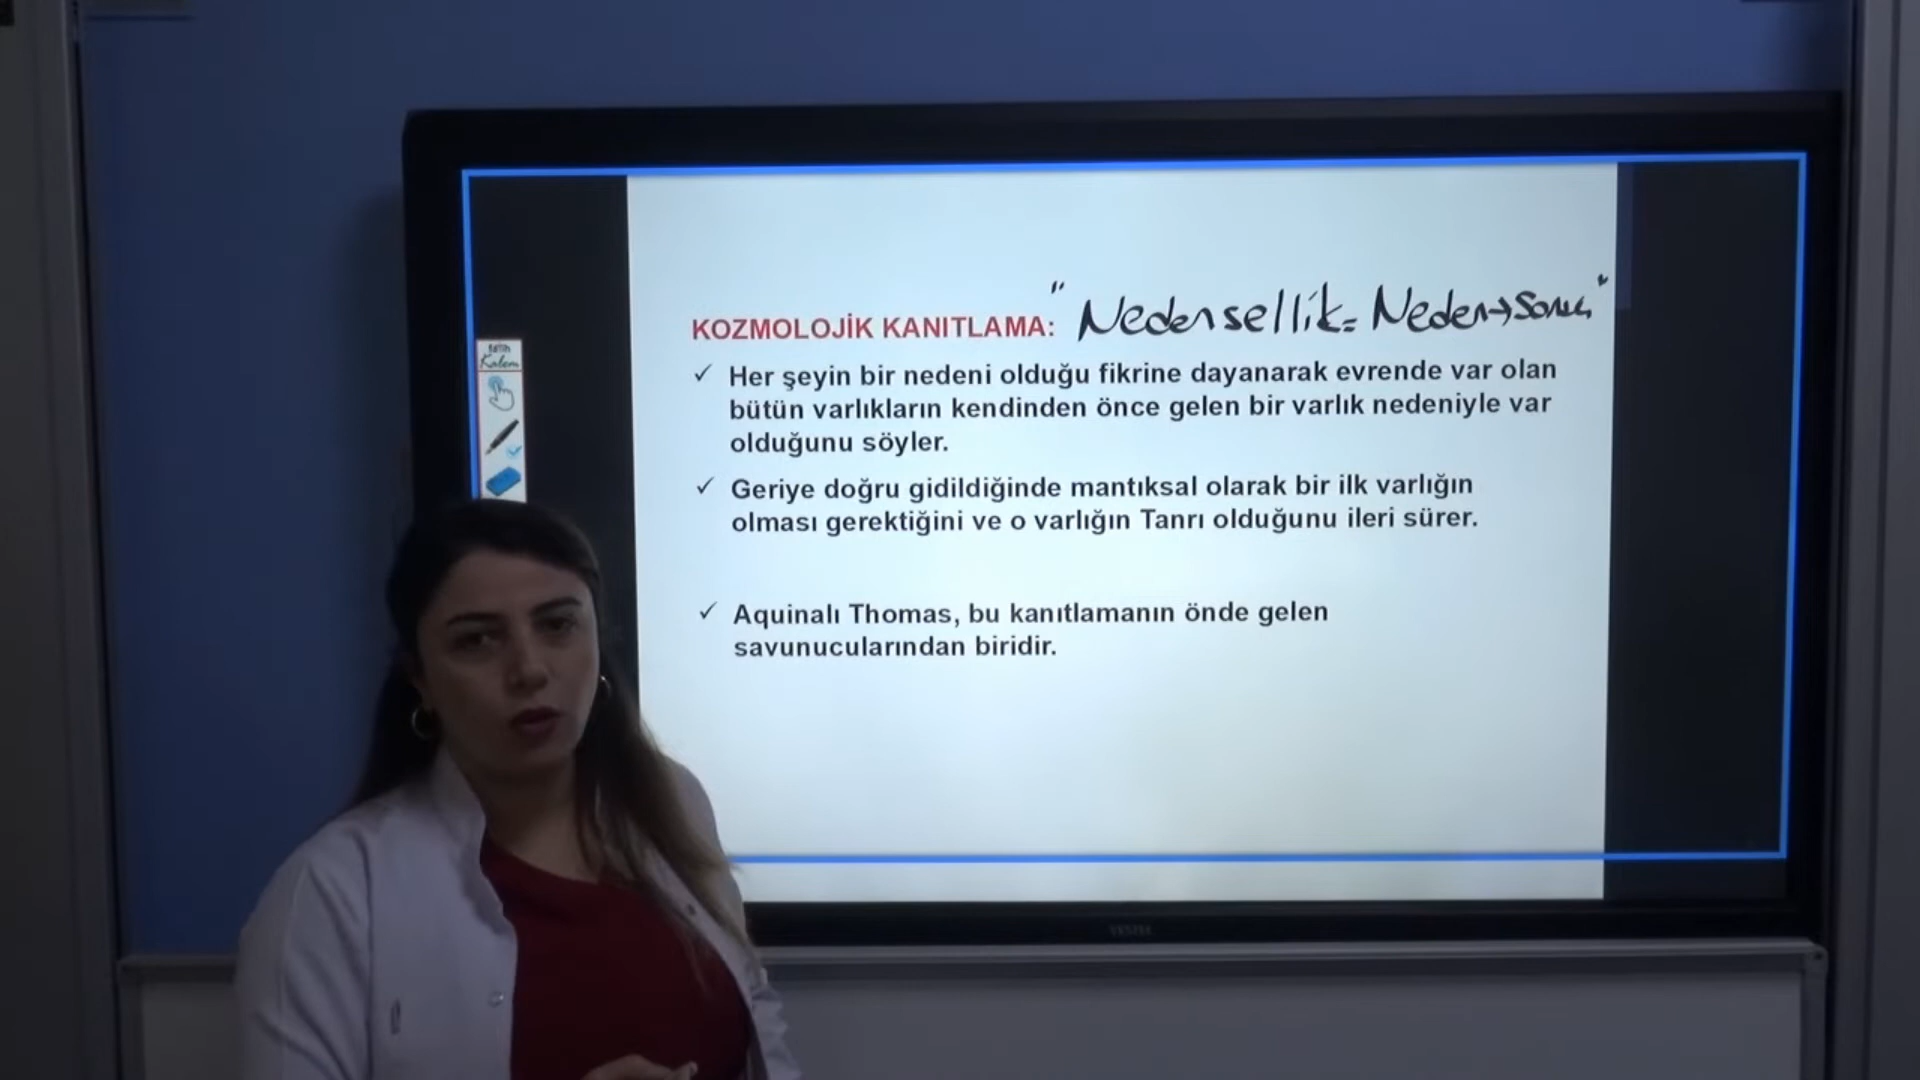 KOZMOLOJİK KANITLAMA: "Nedensellik = Neden→Sonuç"
✓ Her şeyin bir nedeni olduğu fikrine dayanarak evrende var olan
bütün varlıkların kendinden önce gelen bir varlık nedeniyle var
olduğunu söyler.
✓ Geriye doğru gidildiğinde mantıksal olarak bir ilk varlığın
olması gerektiğini ve o varlığın Tanrı olduğunu ileri sürer.
✓ Aquinalı Thomas, bu kanıtlamanın önde gelen
savunucularından biridir.
Kalem
VESTEL